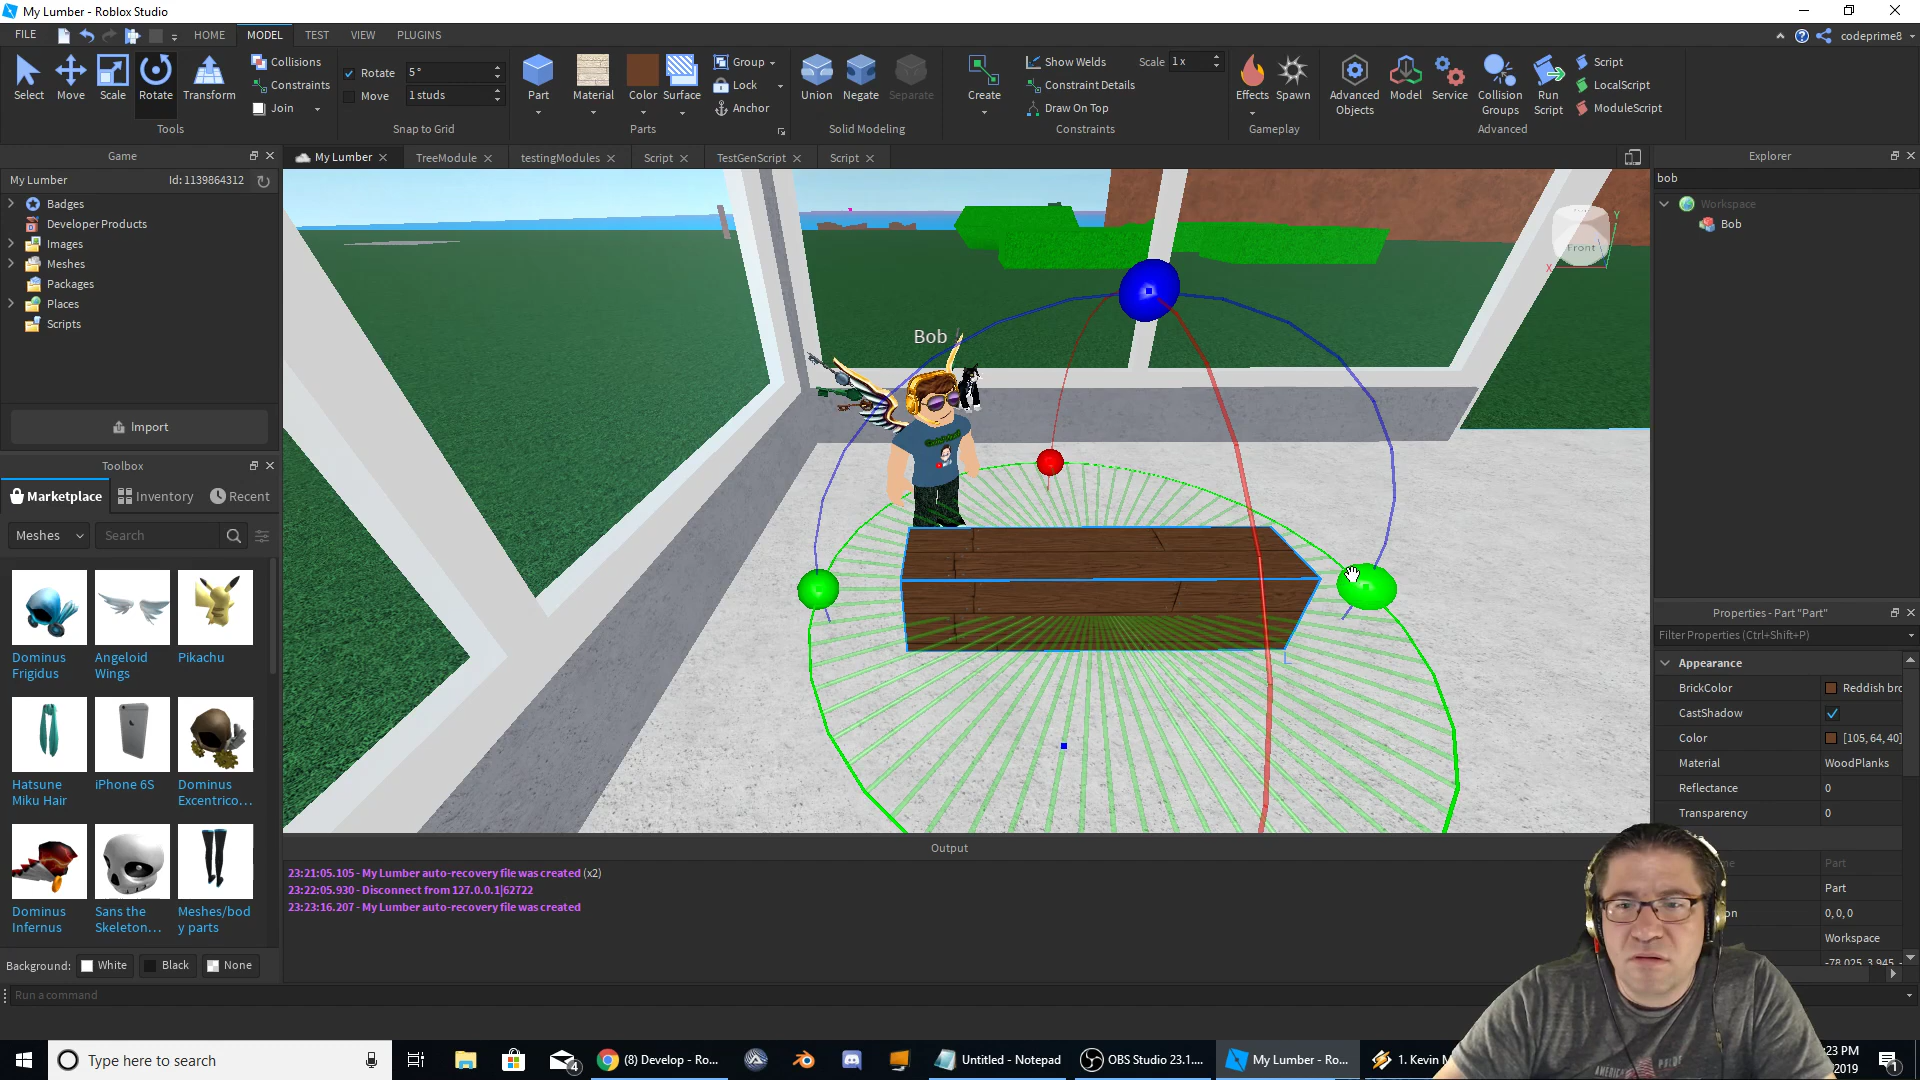 My Lumber - Roblox Studio
FILE HOME MODEL TEST VIEW PLUGINS codeprime8
Select Move Scale Rotate Transform
Collisions
Constraints
Join
Tools
Rotate 5°
Move 1 studs
Snap to Grid
Part Material Color Surface
Group
Lock
Anchor
Parts
Union Negate Separate
Solid Modeling
Create
Show Welds Scale 1x
Constraint Details
Draw On Top
Constraints
Effects Spawn
Gameplay
Advanced Objects
Model
Service
Collision Groups
Run Script
Script
LocalScript
ModuleScript
Advanced
Game
My Lumber Id: 1139864312
Badges
Developer Products
Images
Meshes
Packages
Places
Scripts
Import
Toolbox
Marketplace Inventory Recent
Meshes Search
Dominus Frigidus
Angeloid Wings
Pikachu
Hatsune Miku Hair
iPhone 6S
Dominus Excentrico...
Dominus Infernus
Sans the Skeleton...
Meshes/body parts
Background: White Black None
Run a command
My Lumber TreeModule testingModules Script TestGenScript Script
Bob
Front
X
Y
L
Output
23:21:05.105 - My Lumber auto-recovery file was created (x2)
23:22:05.930 - Disconnect from 127.0.0.1|62722
23:23:16.207 - My Lumber auto-recovery file was created
Explorer
bob
Workspace
Bob
Properties - Part "Part"
Filter Properties (Ctrl+Shift+P)
Appearance
BrickColor Reddish bro
CastShadow
Color [105, 64, 40]
Material WoodPlanks
Reflectance 0
Transparency 0
Part
Part
0, 0, 0
Workspace
-78.025, 3.945,
Type here to search
4
(8) Develop - Ro...
Untitled - Notepad
OBS Studio 23.1....
My Lumber - Ro...
1. Kevin M
:23 PM
2019
1